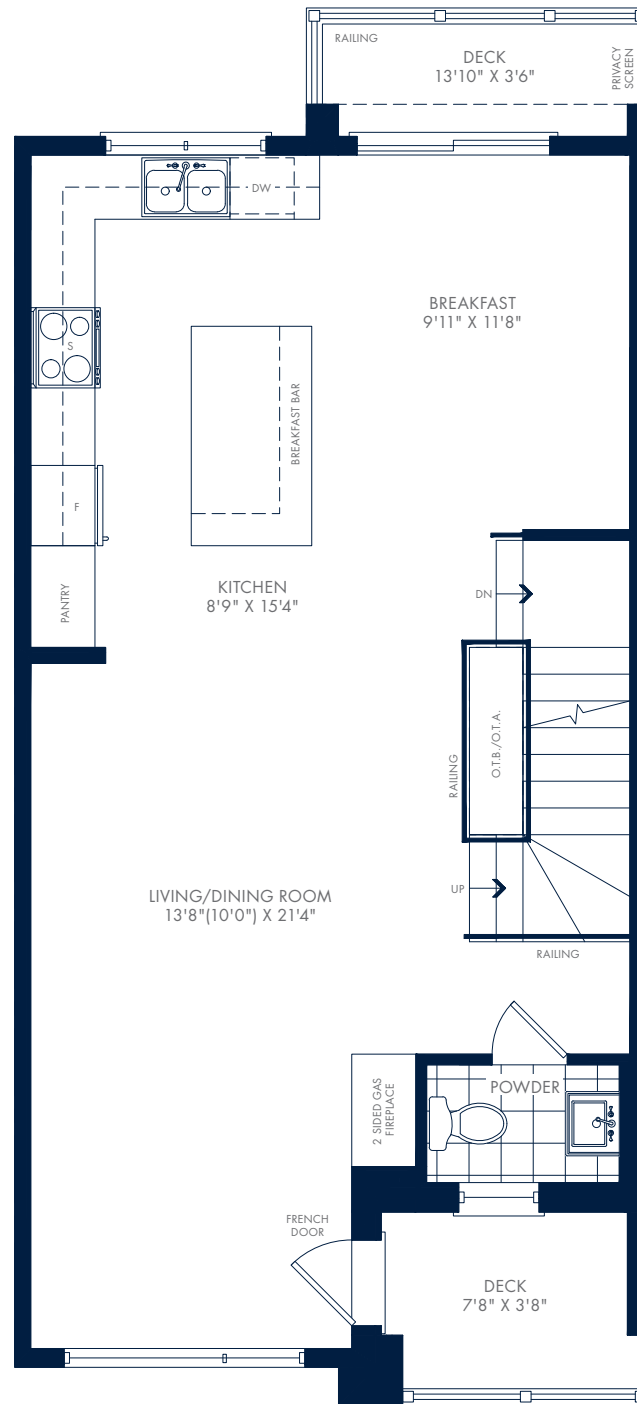 RAILING
DECK
13'10" X 3'6"
PRIVACY
SCREEN
DW
BREAKFAST
9'11" X 11'8"
S
BREAKFAST BAR
F
KITCHEN
8'9" X 15'4"
PANTRY
DN
O.T.B./O.T.A.
RAILING
UP
LIVING/DINING ROOM
13'8"(10'0") X 21'4"
RAILING
2 SIDED GAS
FIREPLACE
POWDER
FRENCH
DOOR
DECK
7'8" X 3'8"